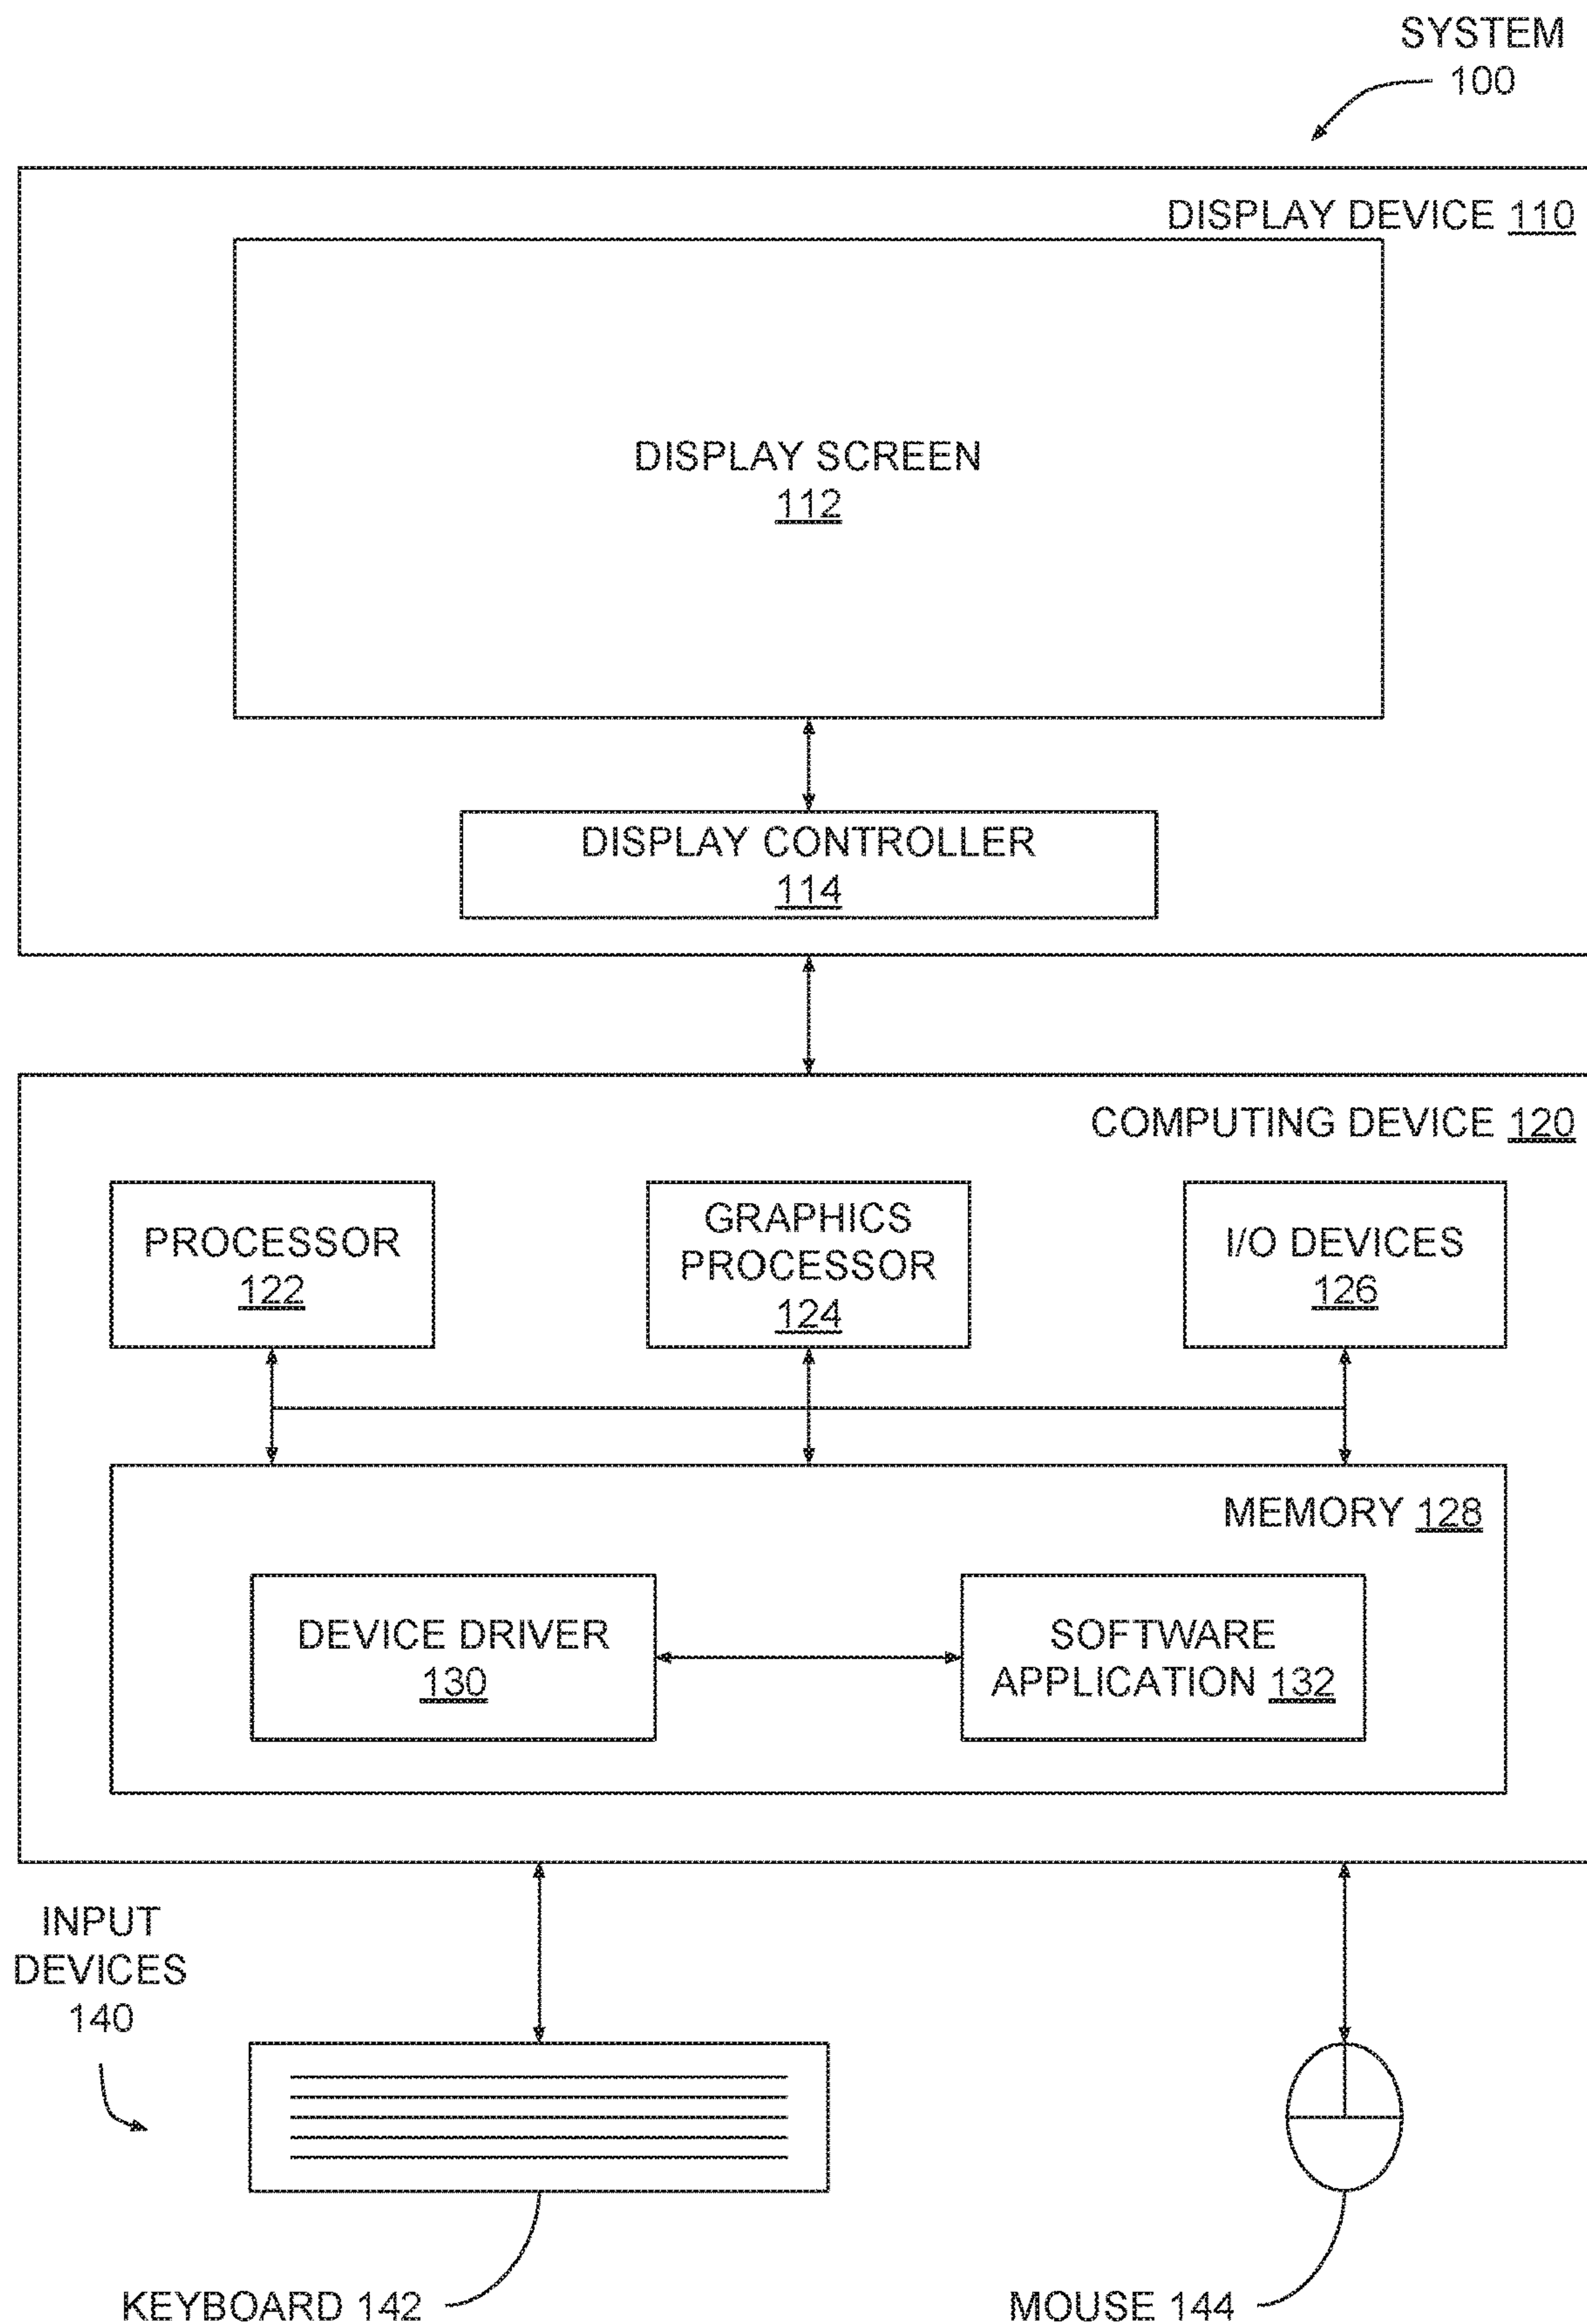 SYSTEM
100
DISPLAY DEVICE 110
DISPLAY SCREEN
112
DISPLAY CONTROLLER
114
COMPUTING DEVICE 120
PROCESSOR
122
GRAPHICS
PROCESSOR
124
I/O DEVICES
126
MEMORY 128
DEVICE DRIVER
130
SOFTWARE
APPLICATION 132
INPUT
DEVICES
140
KEYBOARD 142
MOUSE 144